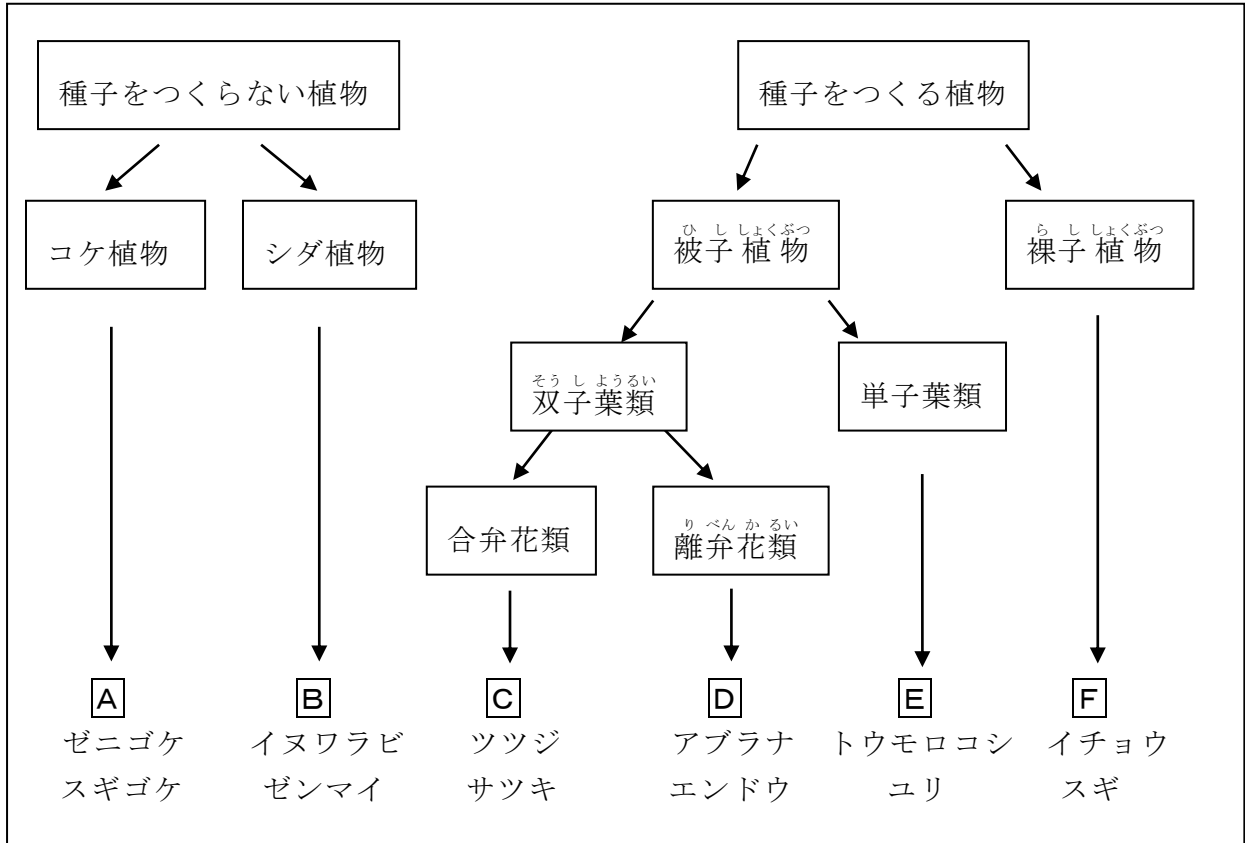 種子をつくらない植物
種子をつくる植物
コケ植物
シダ植物
ひ し しょくぶつ
被子植物
ら し しょくぶつ
裸子植物
そう し ようるい
双子葉類
単子葉類
合弁花類
り べん か るい
離弁花類
A
B
C
D
E
F
ゼニゴケ
イヌワラビ
ツツジ
アブラナ
トウモロコシ
イチョウ
スギゴケ
ゼンマイ
サツキ
エンドウ
ユリ
スギ